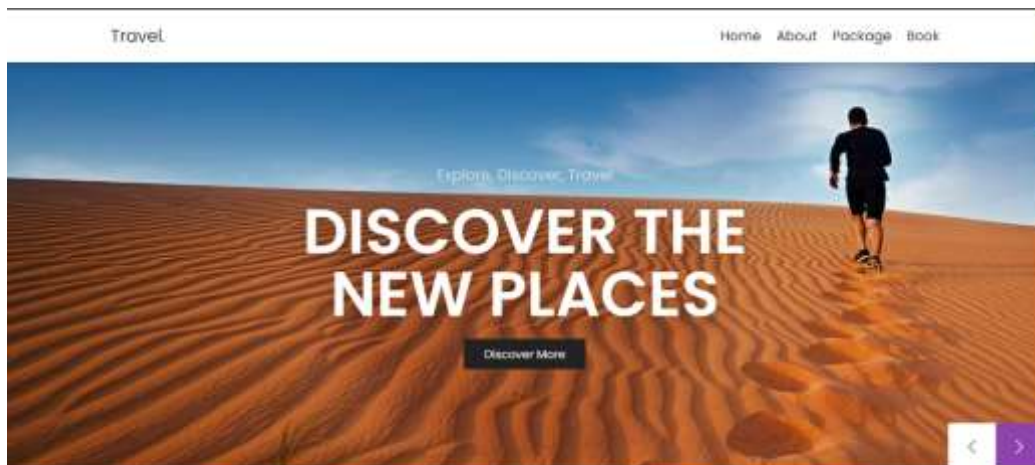 Travel.
Home About Package Book
Explore, Discover, Travel
DISCOVER THE
NEW PLACES
Discover More